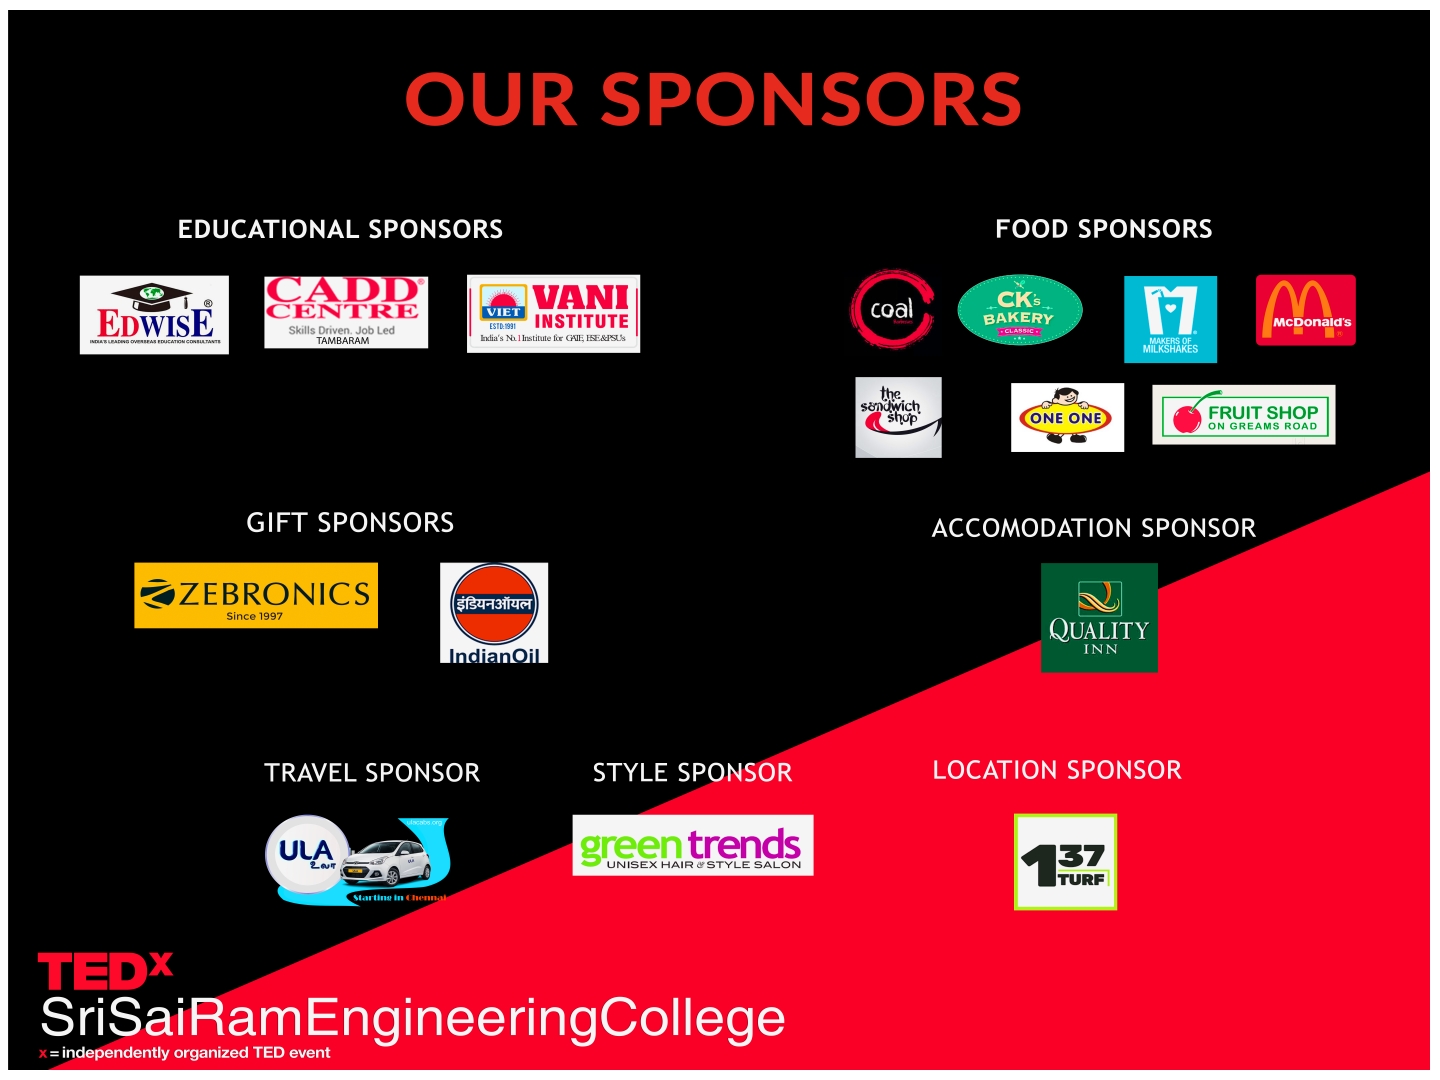 OUR SPONSORS
EDUCATIONAL SPONSORS
EDWISE®
INDIA'S LEADING OVERSEAS EDUCATION CONSULTANTS
CADD®
CENTRE
Skills Driven. Job Led
TAMBARAM
VIET
ESTD:1991
VANI
INSTITUTE
India's No.1 Institute for GATE, ESE&PSUs
FOOD SPONSORS
coal
CK's
BAKERY
CLASSIC
MAKERS OF
MILKSHAKES
McDonald's
the
sandwich
shop
ONE ONE
FRUIT SHOP
ON GREAMS ROAD
GIFT SPONSORS
ZEBRONICS
Since 1997
इंडियनऑयल
IndianOil
ACCOMODATION SPONSOR
QUALITY
INN
TRAVEL SPONSOR
ULA
உலா
Starting in Chennai
STYLE SPONSOR
green trends
UNISEX HAIR & STYLE SALON
LOCATION SPONSOR
137
TURF
TEDx
SriSaiRamEngineeringCollege
x = independently organized TED event